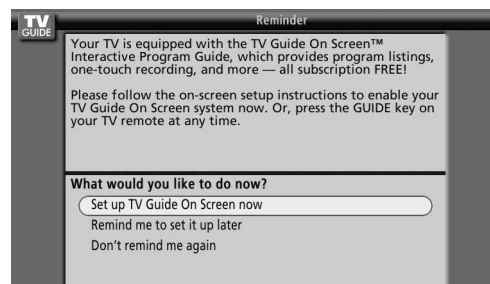 TV
GUIDE
Reminder
Your TV is equipped with the TV Guide On Screen™
Interactive Program Guide, which provides program listings,
one-touch recording, and more — all subscription FREE!
Please follow the on-screen setup instructions to enable your
TV Guide On Screen system now. Or, press the GUIDE key on
your TV remote at any time.
What would you like to do now?
Set up TV Guide On Screen now
Remind me to set it up later
Don't remind me again